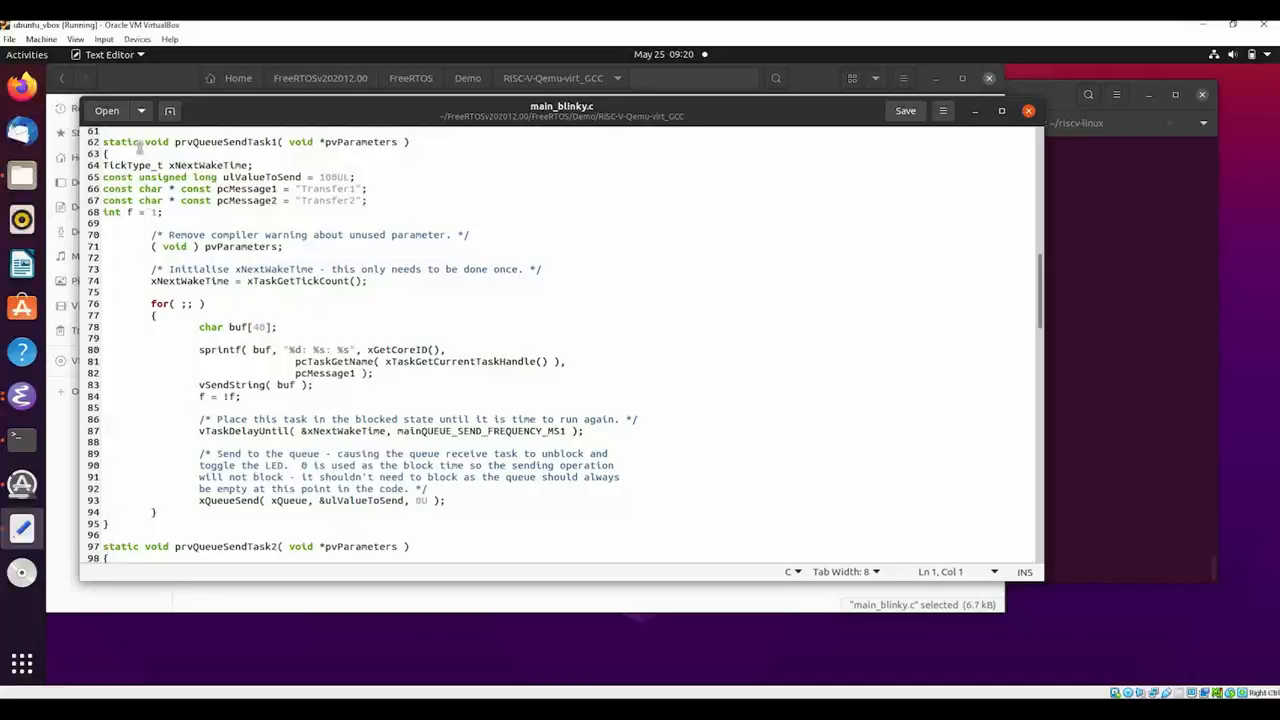 ubuntu_vbox [Running] - Oracle VM VirtualBox
File Machine View Input Devices Help
Activities Text Editor May 25 09:20
Home FreeRTOSv202012.00 FreeRTOS Demo RISC-V-Qemu-virt_GCC
Open main_blinky.c Save
~/FreeRTOSv202012.00/FreeRTOS/Demo/RISC-V-Qemu-virt_GCC
~/riscv-linux
61
62 static void prvQueueSendTask1( void *pvParameters )
63 {
64 TickType_t xNextWakeTime;
65 const unsigned long ulValueToSend = 100UL;
66 const char * const pcMessage1 = "Transfer1";
67 const char * const pcMessage2 = "Transfer2";
68 int f = 1;
69
70 /* Remove compiler warning about unused parameter. */
71 ( void ) pvParameters;
72
73 /* Initialise xNextWakeTime - this only needs to be done once. */
74 xNextWakeTime = xTaskGetTickCount();
75
76 for( ;; )
77 {
78 char buf[40];
79
80 sprintf( buf, "%d: %s: %s", xGetCoreID(),
81 pcTaskGetName( xTaskGetCurrentTaskHandle() ),
82 pcMessage1 );
83 vSendString( buf );
84 f = !f;
85
86 /* Place this task in the blocked state until it is time to run again. */
87 vTaskDelayUntil( &xNextWakeTime, mainQUEUE_SEND_FREQUENCY_MS1 );
88
89 /* Send to the queue - causing the queue receive task to unblock and
90 toggle the LED. 0 is used as the block time so the sending operation
91 will not block - it shouldn't need to block as the queue should always
92 be empty at this point in the code. */
93 xQueueSend( xQueue, &ulValueToSend, 0U );
94 }
95 }
96
97 static void prvQueueSendTask2( void *pvParameters )
98 {
C Tab Width: 8 Ln 1, Col 1 INS
"main_blinky.c" selected (6.7 kB)
Right Ctrl